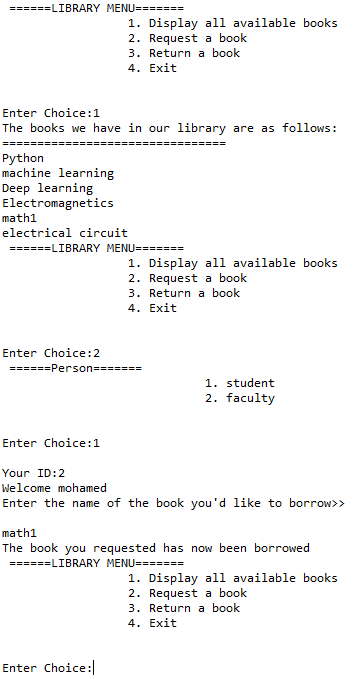 ======LIBRARY MENU=======
1. Display all available books
2. Request a book
3. Return a book
4. Exit
Enter Choice:1
The books we have in our library are as follows:
================================
Python
machine learning
Deep learning
Electromagnetics
math1
electrical circuit
======LIBRARY MENU=======
1. Display all available books
2. Request a book
3. Return a book
4. Exit
Enter Choice:2
======Person=======
1. student
2. faculty
Enter Choice:1
Your ID:2
Welcome mohamed
Enter the name of the book you'd like to borrow>>
math1
The book you requested has now been borrowed
======LIBRARY MENU=======
1. Display all available books
2. Request a book
3. Return a book
4. Exit
Enter Choice: